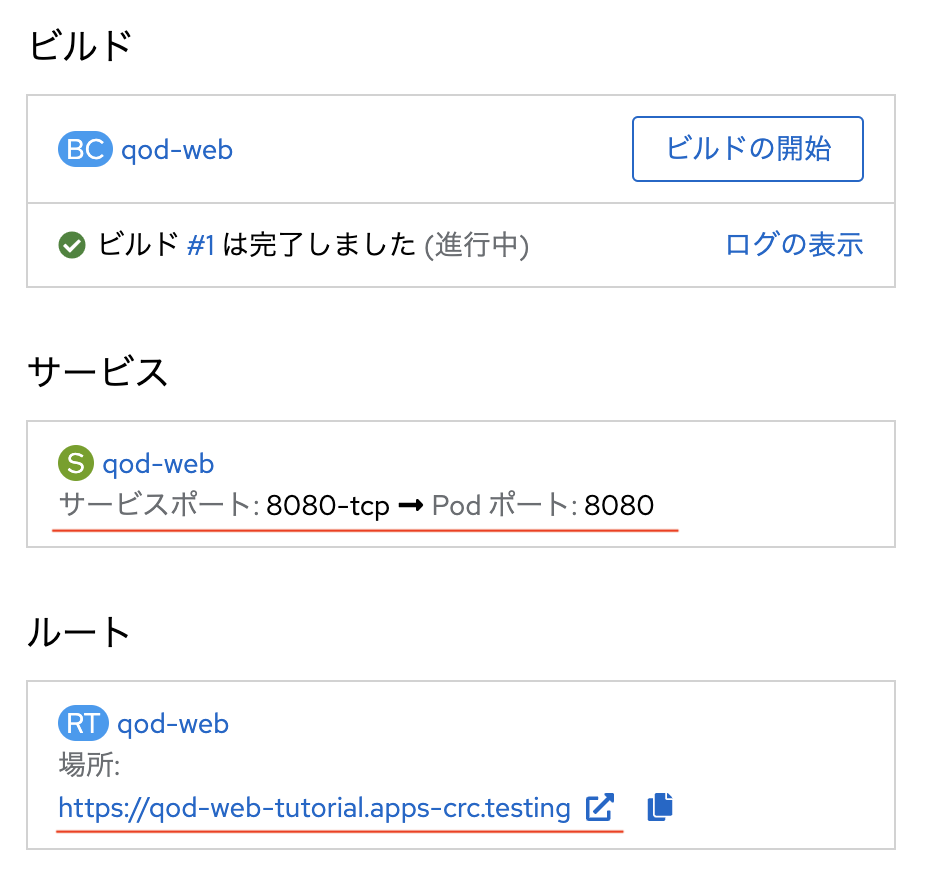 ビルド
BC qod-web
ビルドの開始
ビルド #1 は完了しました (進行中)
ログの表示
サービス
S qod-web
サービスポート: 8080-tcp ➞ Pod ポート: 8080
ルート
RT qod-web
場所:
https://qod-web-tutorial.apps-crc.testing